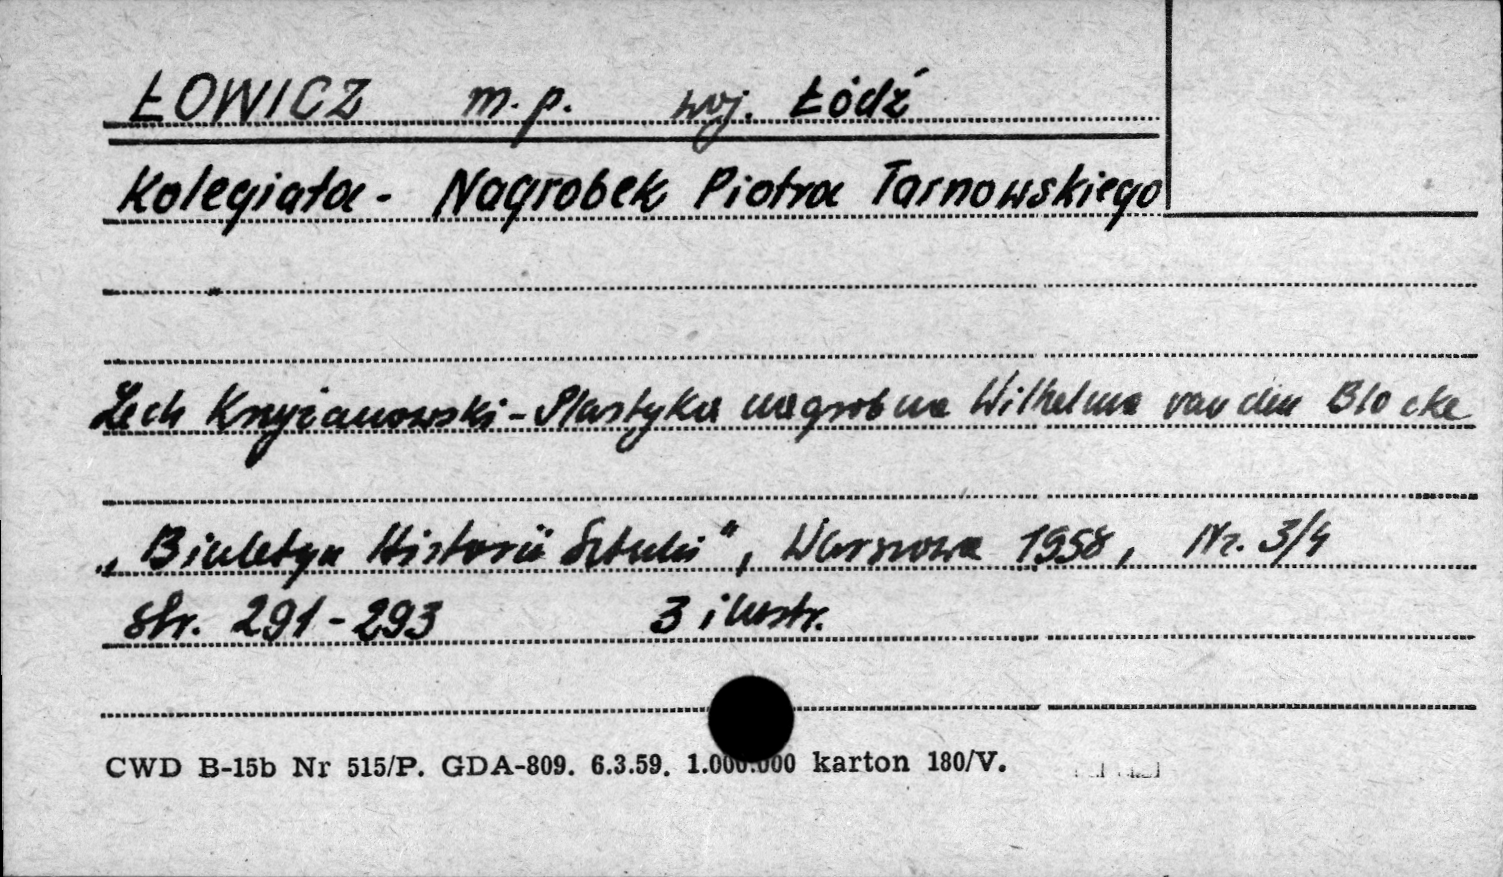 ŁOWICZ m.p. woj. Łódź
Kolegiata - Nagrobek Piotra Tarnowskiego
Lech Krzyżanowski - Plastyka nagrobna Wilhelma van den Blocke
„Biuletyn Historii Sztuki", Warszawa 1958, Nr. 3/4
str. 291-293 3 ilustr.
CWD B-15b Nr 515/P. GDA-809. 6.3.59. 1.000.000 karton 180/V.